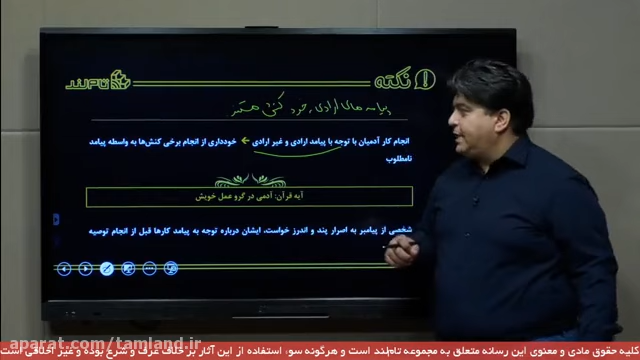 نکته
تام‌لند
پیامد های ارادی، خود کنش هستند
انجام کار آدمیان با توجه با پیامد ارادی و غیر ارادی ← خودداری از انجام برخی کنش‌ها به واسطه پیامد
نامطلوب
آیه قرآن: آدمی در گرو عمل خویش
شخصی از پیامبر به اصرار پند و اندرز خواست، ایشان درباره توجه به پیامد کارها قبل از انجام توصیه
aparat.com/tamland.ir
کلیه حقوق مادی و معنوی این رسانه متعلق به مجموعه تام‌لند است و هرگونه سوء استفاده از این آثار بر خلاف عرف و شرع بوده و غیر اخلاقی است